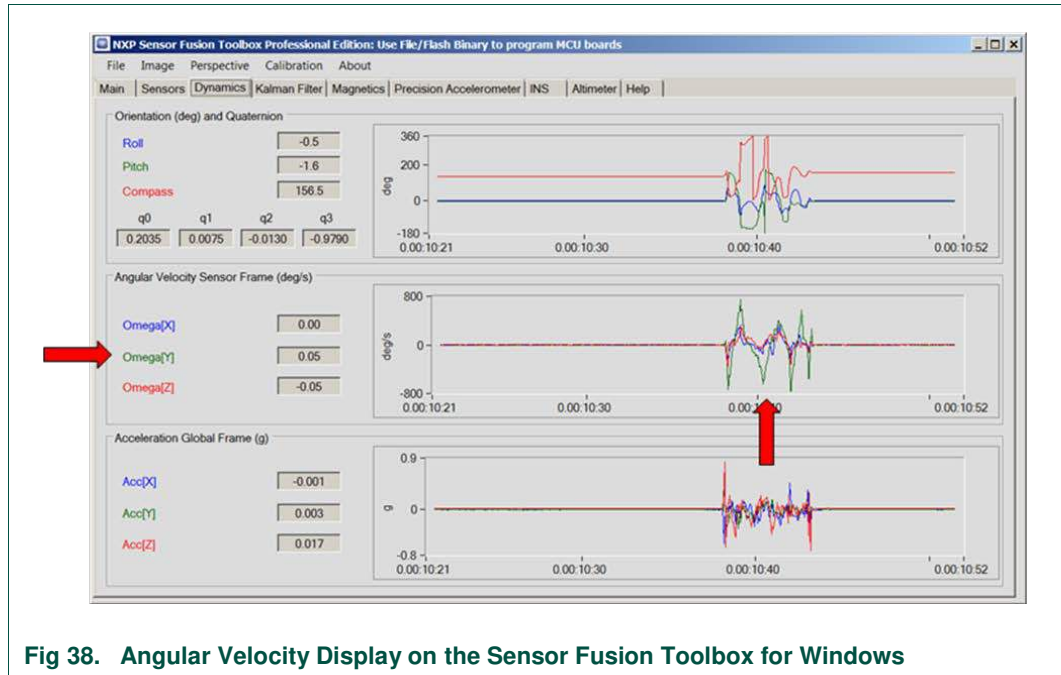 NXP Sensor Fusion Toolbox Professional Edition: Use File/Flash Binary to program MCU boards
File Image Perspective Calibration About
Main Sensors Dynamics Kalman Filter Magnetics Precision Accelerometer INS Altimeter Help
Orientation (deg) and Quaternion
Roll -0.5
Pitch -1.6
Compass 156.5
q0 q1 q2 q3
0.2035 0.0075 -0.0130 -0.9790
deg
360
200
0
-180
0.00:10:21 0.00:10:30 0.00:10:40 0.00:10:52
Angular Velocity Sensor Frame (deg/s)
Omega[X] 0.00
Omega[Y] 0.05
Omega[Z] -0.05
deg/s
800
0
-800
0.00:10:21 0.00:10:30 0.00:10:52
Acceleration Global Frame (g)
Acc[X] -0.001
Acc[Y] 0.003
Acc[Z] 0.017
g
0.9
0
-0.8
0.00:10:21 0.00:10:30 0.00:10:40 0.00:10:52
Fig 38. Angular Velocity Display on the Sensor Fusion Toolbox for Windows